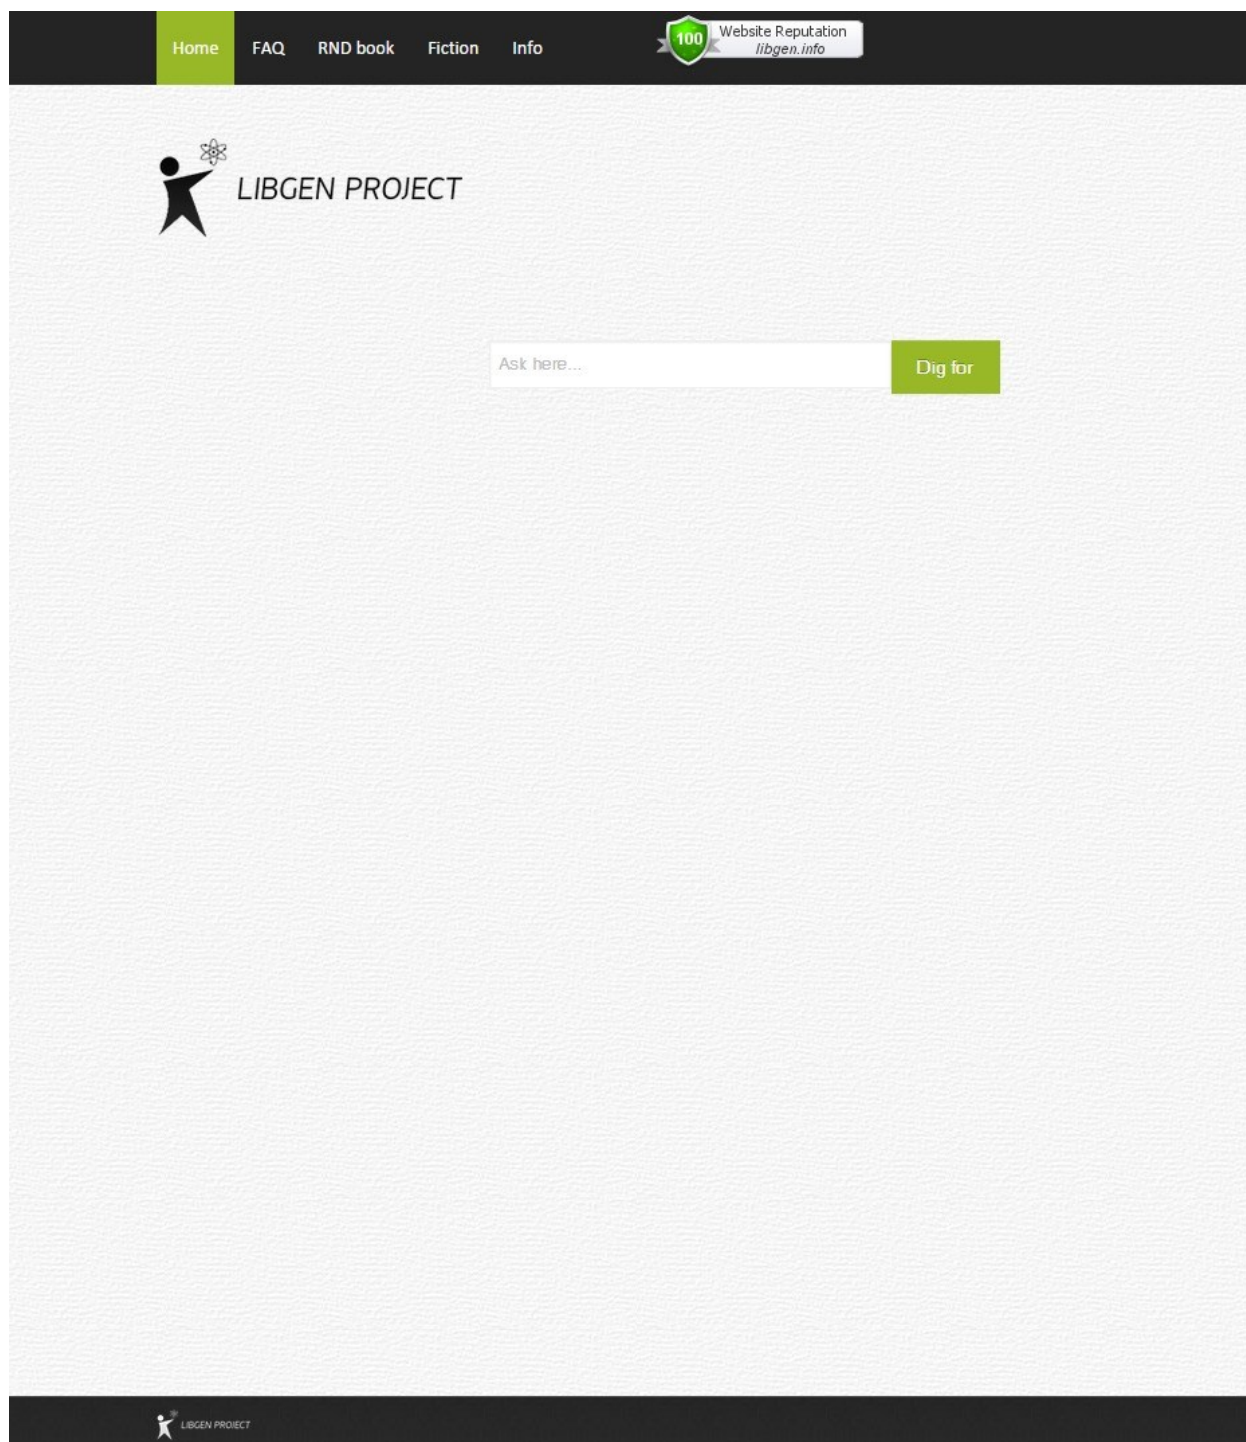 Home FAQ RND book Fiction Info
100 Website Reputation
libgen.info
LIBGEN PROJECT
Ask here...
Dig for
LIBGEN PROJECT